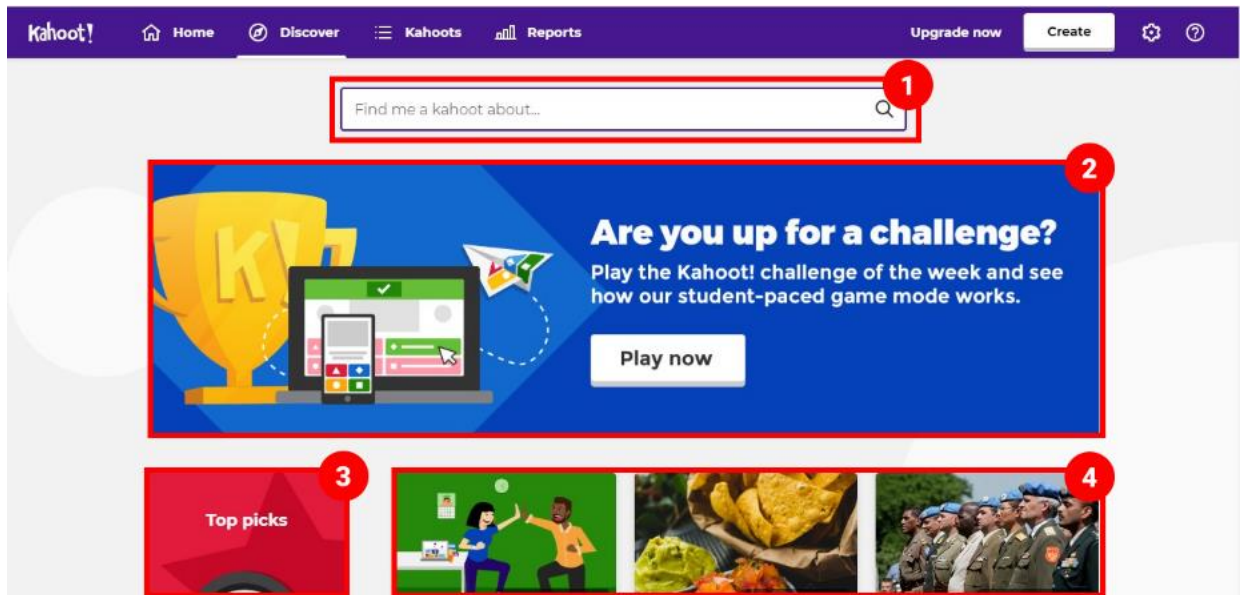 Kahoot! Home Discover Kahoots Reports Upgrade now Create
1
Find me a kahoot about...
2
Are you up for a challenge?
Play the Kahoot! challenge of the week and see
how our student-paced game mode works.
Play now
3
Top picks
4